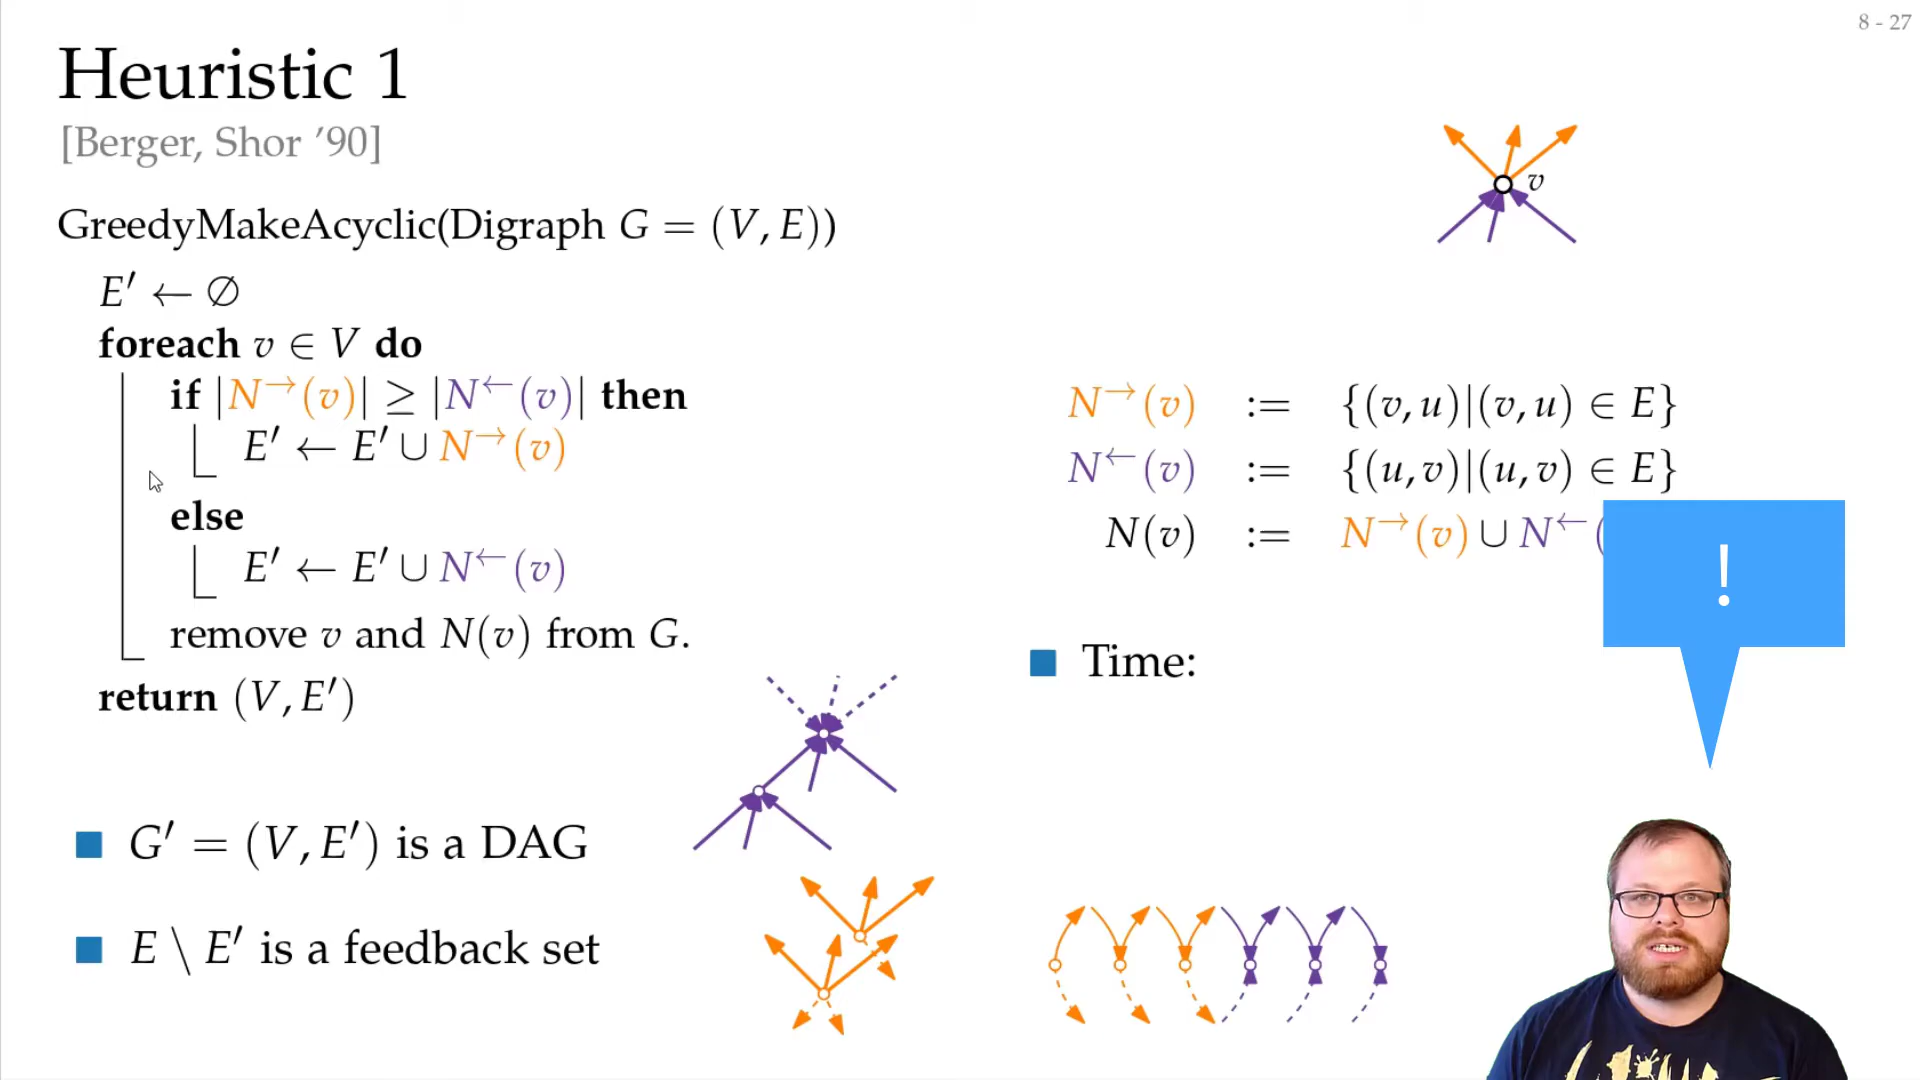 8 - 27
Heuristic 1
[Berger, Shor ’90]
v
GreedyMakeAcyclic(Digraph G = (V, E))
E′ ← ∅
foreach v ∈ V do
if |N→(v)| ≥ |N←(v)| then
E′ ← E′ ∪ N→(v)
else
E′ ← E′ ∪ N←(v)
remove v and N(v) from G.
return (V, E′)
N→(v) := {(v, u)|(v, u) ∈ E}
N←(v) := {(u, v)|(u, v) ∈ E}
N(v) := N→(v) ∪ N←(
!
■ Time:
■ G′ = (V, E′) is a DAG
■ E \ E′ is a feedback set